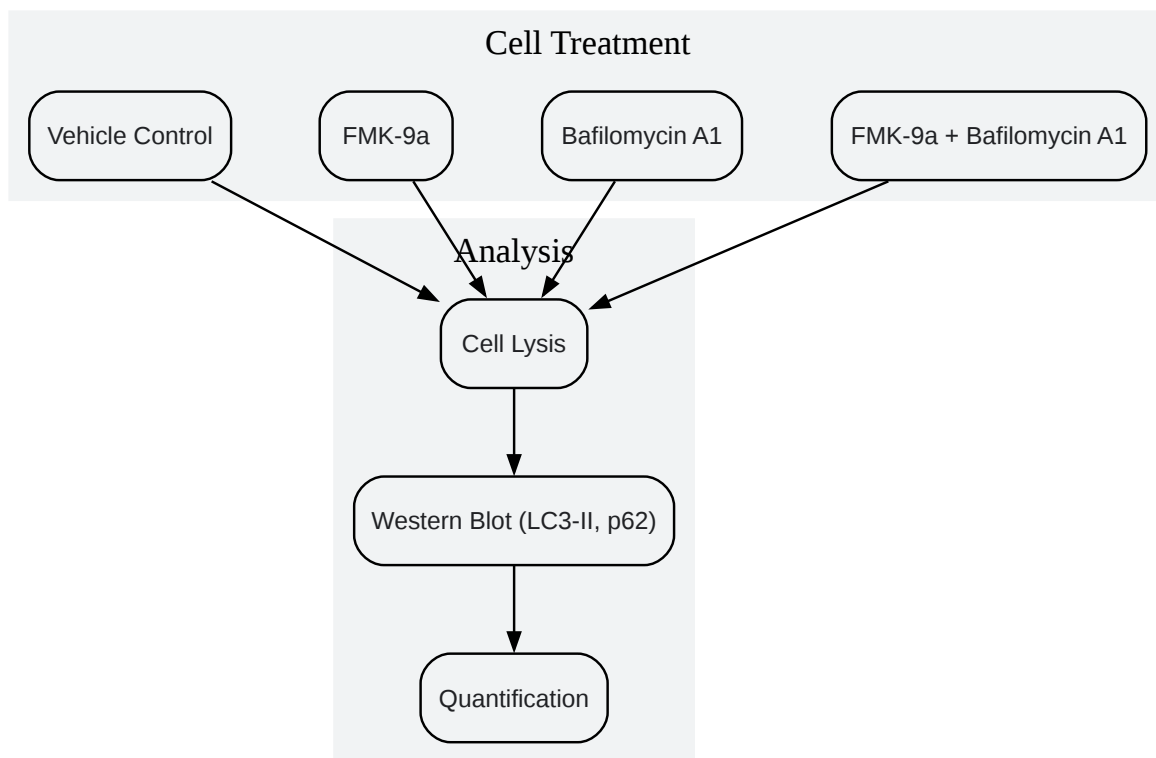 Cell Treatment
Vehicle Control
FMK-9a
Bafilomycin A1
FMK-9a + Bafilomycin A1
Analysis
Cell Lysis
Western Blot (LC3-II, p62)
Quantification